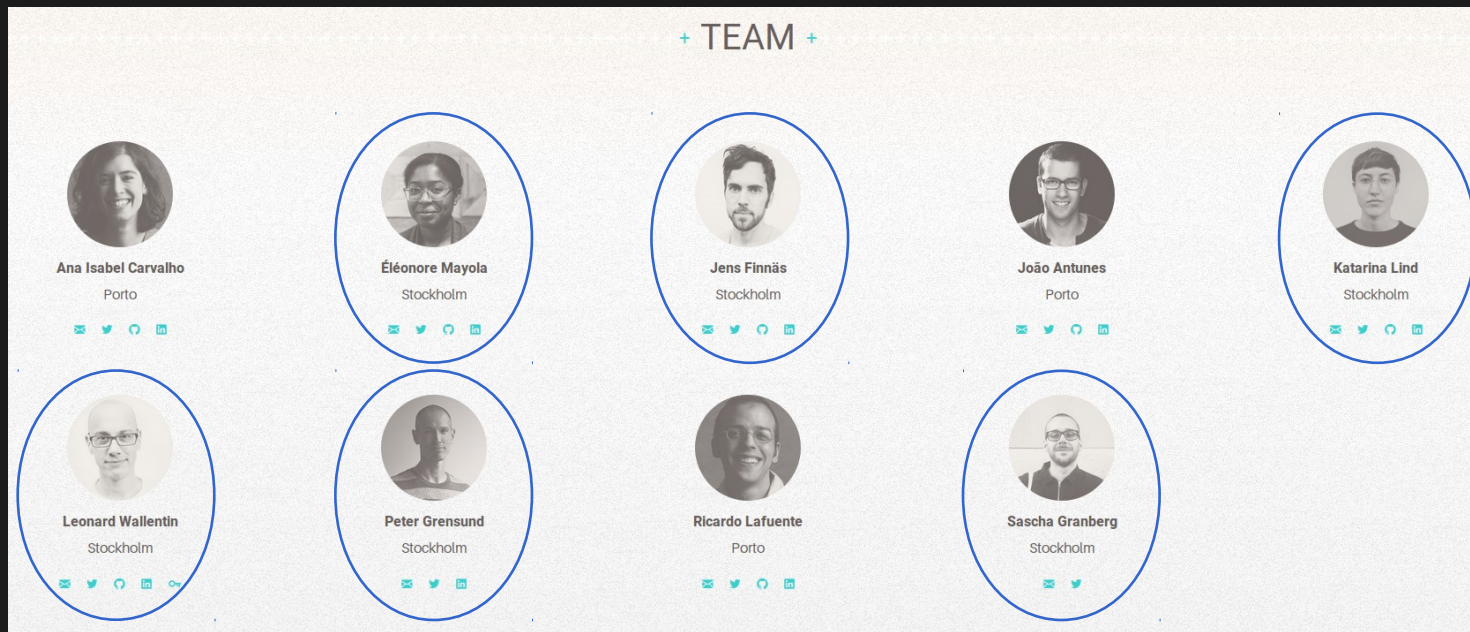 + TEAM +
Ana Isabel Carvalho
Porto
Éléonore Mayola
Stockholm
Jens Finnäs
Stockholm
João Antunes
Porto
Katarina Lind
Stockholm
Leonard Wallentin
Stockholm
Peter Grensund
Stockholm
Ricardo Lafuente
Porto
Sascha Granberg
Stockholm